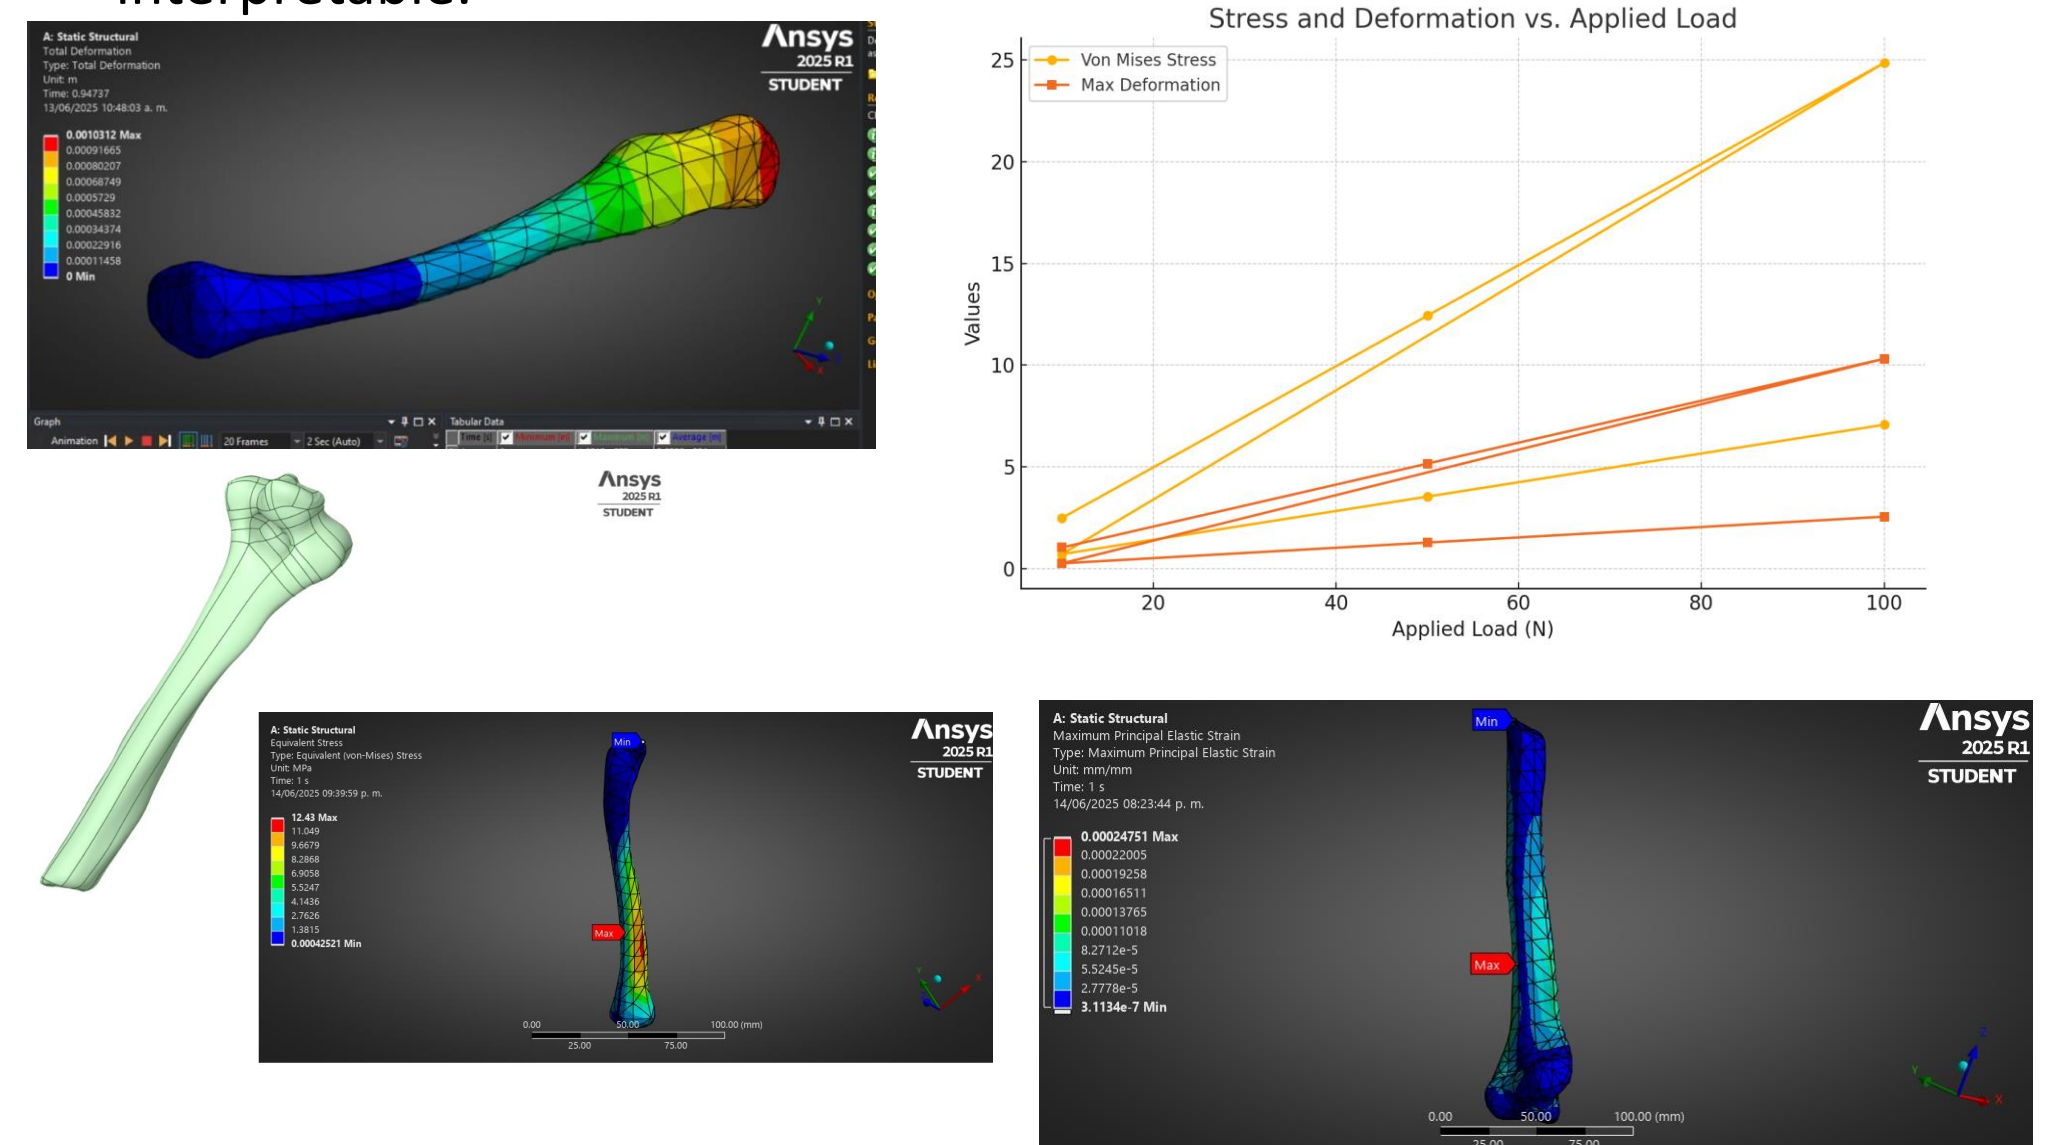 interpretable.
A: Static Structural
Total Deformation
Type: Total Deformation
Unit: m
Time: 0.94737
13/06/2025 10:48:03 a. m.
0.0010312 Max
0.00091665
0.00080207
0.00068749
0.0005729
0.00045832
0.00034374
0.00022916
0.00011458
0 Min
Ansys
2025 R1
STUDENT
Y
X
Graph
Animation
20 Frames
2 Sec (Auto)
Tabular Data
Time [s]
Minimum [m]
Maximum [m]
Average [m]
Stress and Deformation vs. Applied Load
Von Mises Stress
Max Deformation
Values
25
20
15
10
5
0
20 40 60 80 100
Applied Load (N)
Ansys
2025 R1
STUDENT
A: Static Structural
Equivalent Stress
Type: Equivalent (von-Mises) Stress
Unit: MPa
Time: 1 s
14/06/2025 09:39:59 p. m.
12.43 Max
11.049
9.6679
8.2868
6.9058
5.5247
4.1436
2.7626
1.3815
0.00042521 Min
Min
Max
0.00 50.00 100.00 (mm)
25.00 75.00
Ansys
2025 R1
STUDENT
Y
X
A: Static Structural
Maximum Principal Elastic Strain
Type: Maximum Principal Elastic Strain
Unit: mm/mm
Time: 1 s
14/06/2025 08:23:44 p. m.
0.00024751 Max
0.00022005
0.00019258
0.00016511
0.00013765
0.00011018
8.2712e-5
5.5245e-5
2.7778e-5
3.1134e-7 Min
Min
Max
0.00 50.00 100.00 (mm)
25.00 75.00
Ansys
2025 R1
STUDENT
Z
Y
X